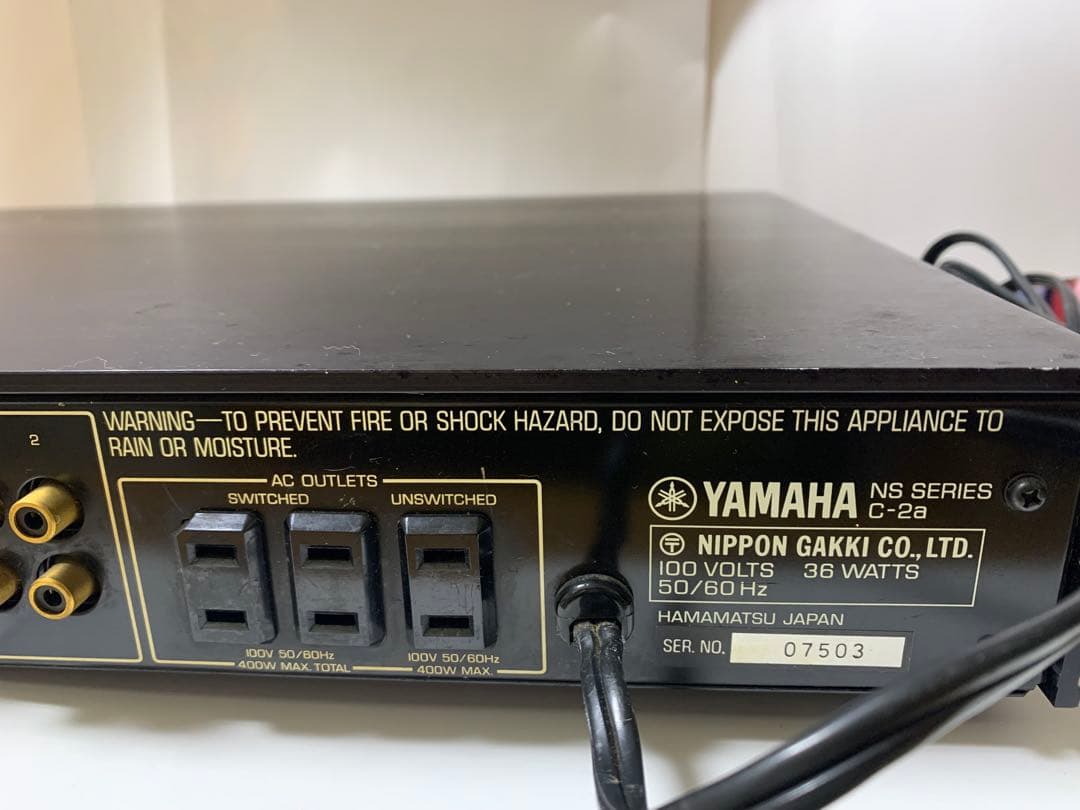 2
WARNING—TO PREVENT FIRE OR SHOCK HAZARD, DO NOT EXPOSE THIS APPLIANCE TO
RAIN OR MOISTURE.
AC OUTLETS
SWITCHED
UNSWITCHED
100V 50/60Hz
400W MAX. TOTAL
100V 50/60Hz
400W MAX.
YAMAHA NS SERIES
C-2a
〶 NIPPON GAKKI CO., LTD.
100 VOLTS 36 WATTS
50/60 Hz
HAMAMATSU JAPAN
SER. NO. 07503